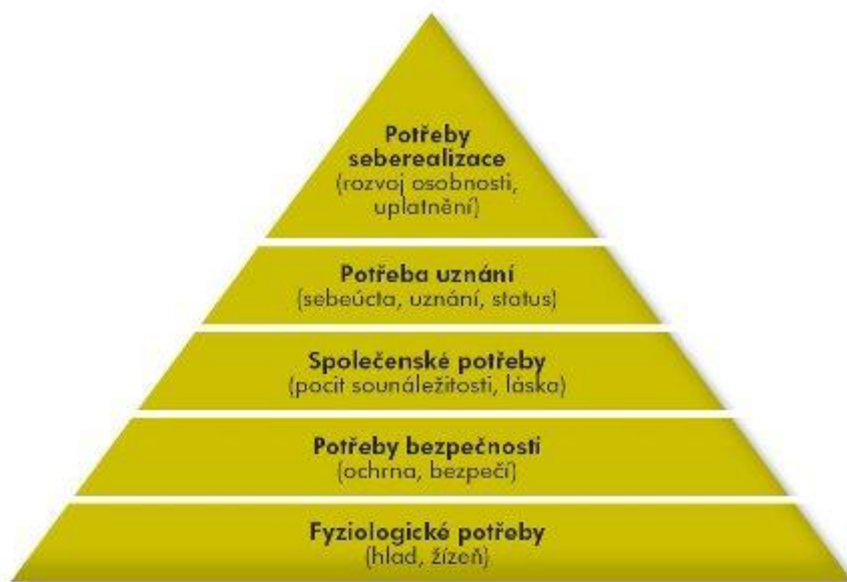 Potřeby
seberealizace
(rozvoj osobnosti,
uplatnění)
Potřeba uznání
(sebeúcta, uznání, status)
Společenské potřeby
(pocit sounáležitosti, láska)
Potřeby bezpečností
(ochrna, bezpečí)
Fyziologické potřeby
(hlad, žízeň)